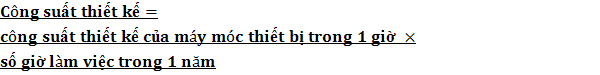 Công suất thiết kế =
công suất thiết kế của máy móc thiết bị trong 1 giờ ×
số giờ làm việc trong 1 năm